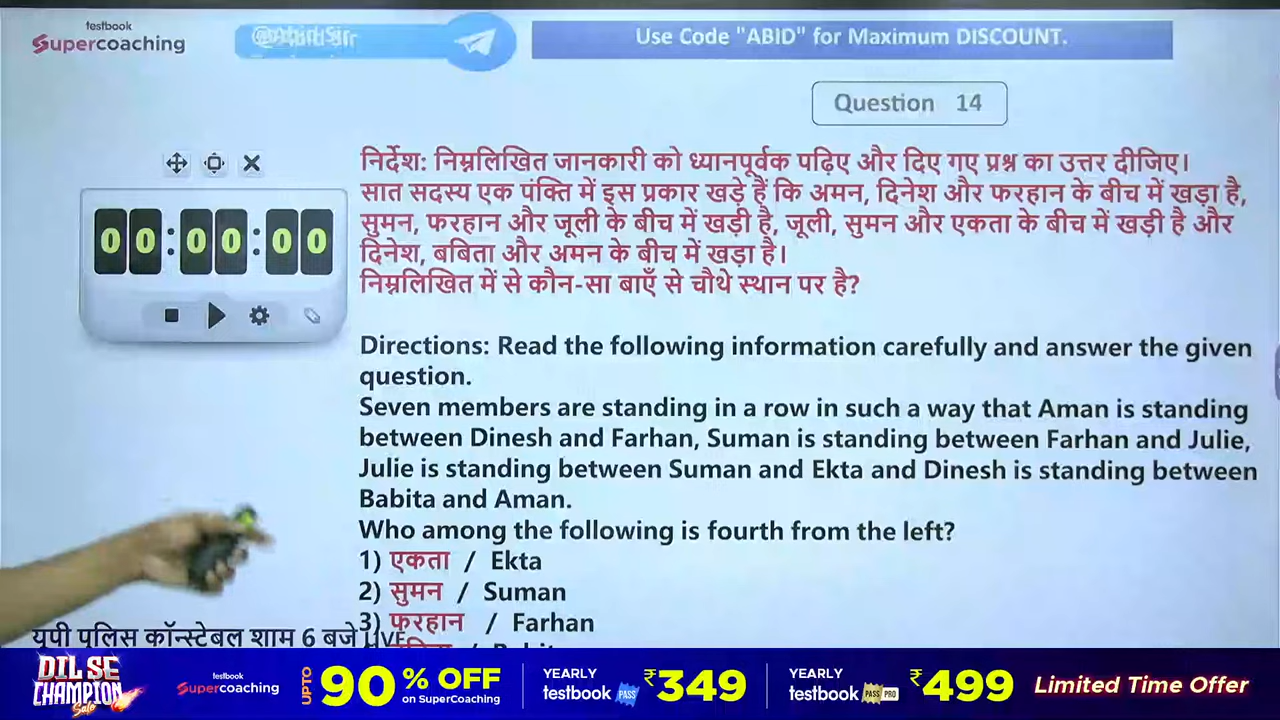 testbook
Supercoaching
Use Code "ABID" for Maximum DISCOUNT.
Question 14
निर्देश: निम्नलिखित जानकारी को ध्यानपूर्वक पढ़िए और दिए गए प्रश्न का उत्तर दीजिए।
सात सदस्य एक पंक्ति में इस प्रकार खड़े हैं कि अमन, दिनेश और फरहान के बीच में खड़ा है,
सुमन, फरहान और जूली के बीच में खड़ी है, जूली, सुमन और एकता के बीच में खड़ी है और
दिनेश, बबिता और अमन के बीच में खड़ा है।
निम्नलिखित में से कौन-सा बाएँ से चौथे स्थान पर है?
00:00:00
Directions: Read the following information carefully and answer the given
question.
Seven members are standing in a row in such a way that Aman is standing
between Dinesh and Farhan, Suman is standing between Farhan and Julie,
Julie is standing between Suman and Ekta and Dinesh is standing between
Babita and Aman.
Who among the following is fourth from the left?
1) एकता / Ekta
2) सुमन / Suman
3) फरहान / Farhan
यूपी पुलिस कॉन्स्टेबल शाम 6 बजे LIVE
DIL SE
CHAMPION
Sale
testbook
Supercoaching
UPTO 90% OFF
on SuperCoaching
YEARLY
testbook PASS ₹349
YEARLY
testbook PASS PRO ₹499
Limited Time Offer